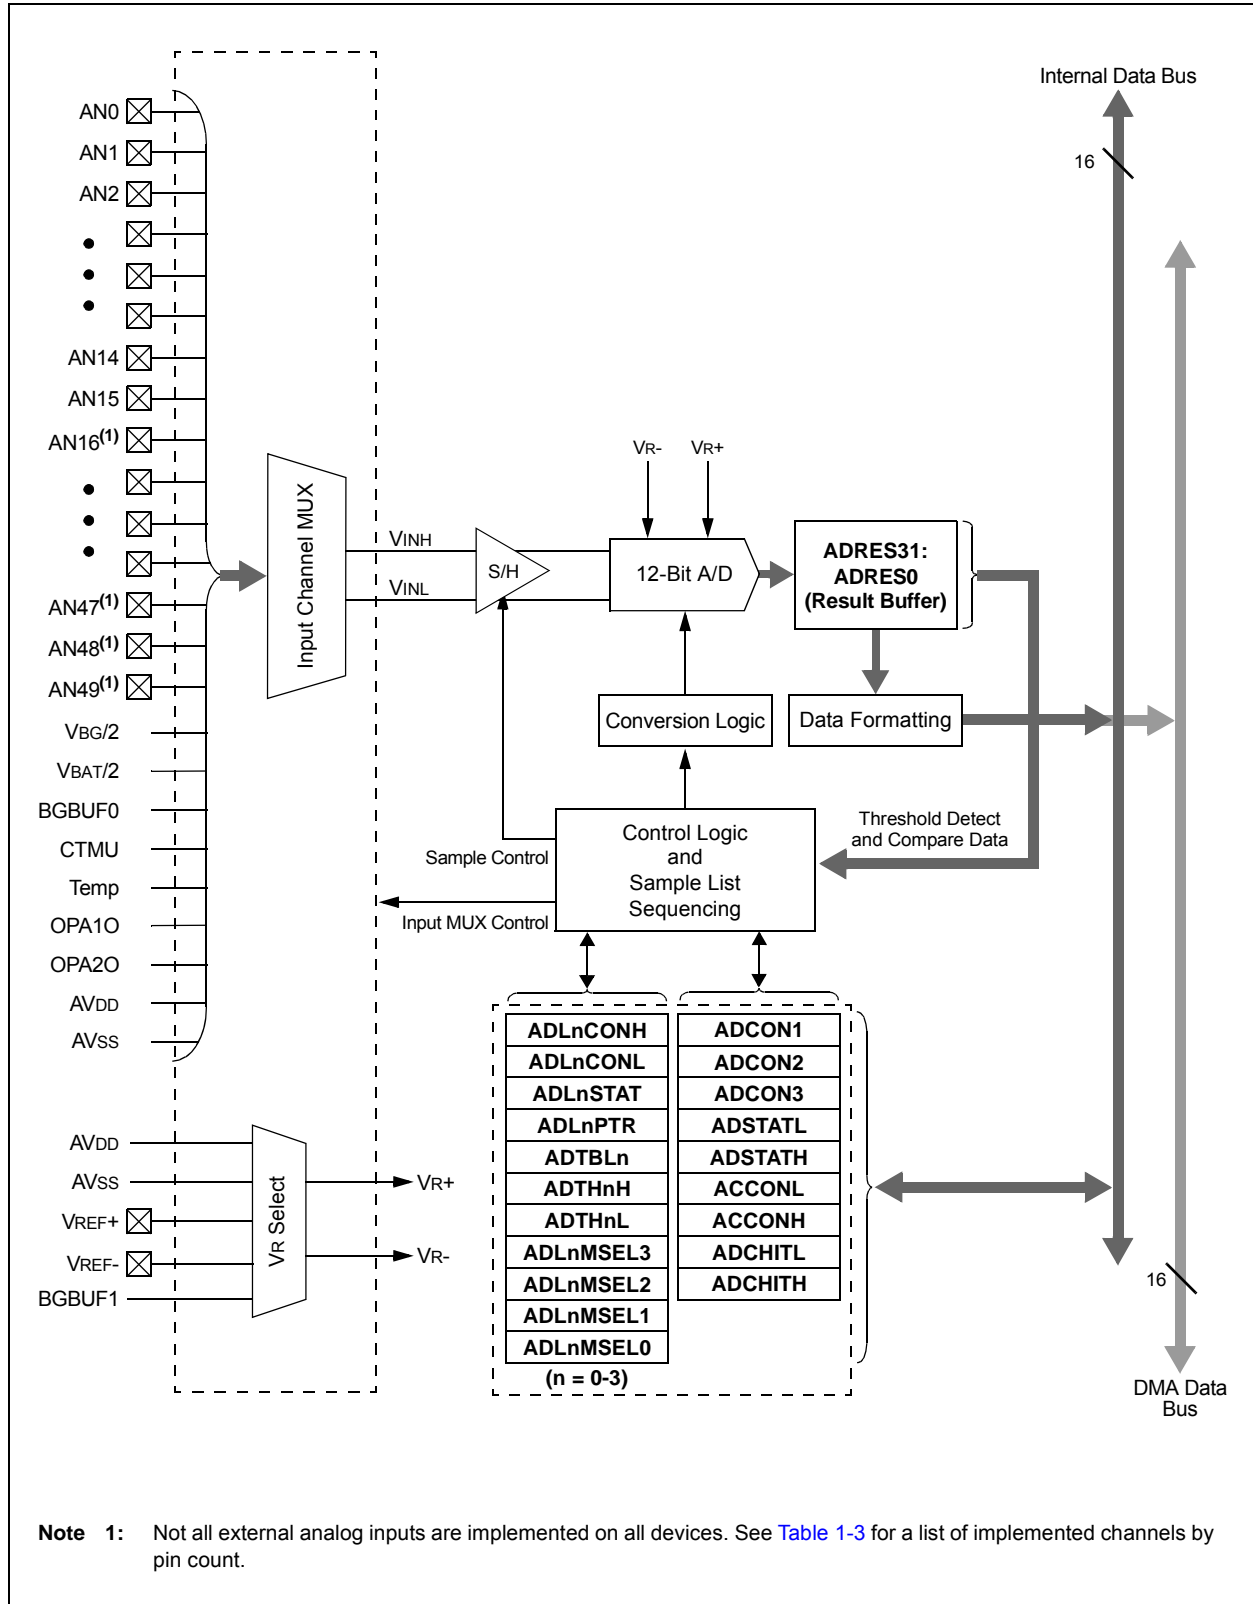 Internal Data Bus
16
AN0
AN1
AN2
AN14
AN15
AN16(1)
AN47(1)
AN48(1)
AN49(1)
VBG/2
VBAT/2
BGBUF0
CTMU
Temp
OPA1O
OPA2O
AVDD
AVSS
Input Channel MUX
VINH
VINL
S/H
VR-
VR+
12-Bit A/D
ADRES31:
ADRES0
(Result Buffer)
Conversion Logic
Data Formatting
Threshold Detect
and Compare Data
Control Logic
and
Sample List
Sequencing
Sample Control
Input MUX Control
AVDD
AVSS
VREF+
VREF-
BGBUF1
VR Select
VR+
VR-
ADLnCONH
ADLnCONL
ADLnSTAT
ADLnPTR
ADTBLn
ADTHnH
ADTHnL
ADLnMSEL3
ADLnMSEL2
ADLnMSEL1
ADLnMSEL0
(n = 0-3)
ADCON1
ADCON2
ADCON3
ADSTATL
ADSTATH
ACCONL
ACCONH
ADCHITL
ADCHITH
16
DMA Data
Bus
Note 1: Not all external analog inputs are implemented on all devices. See Table 1-3 for a list of implemented channels by
pin count.